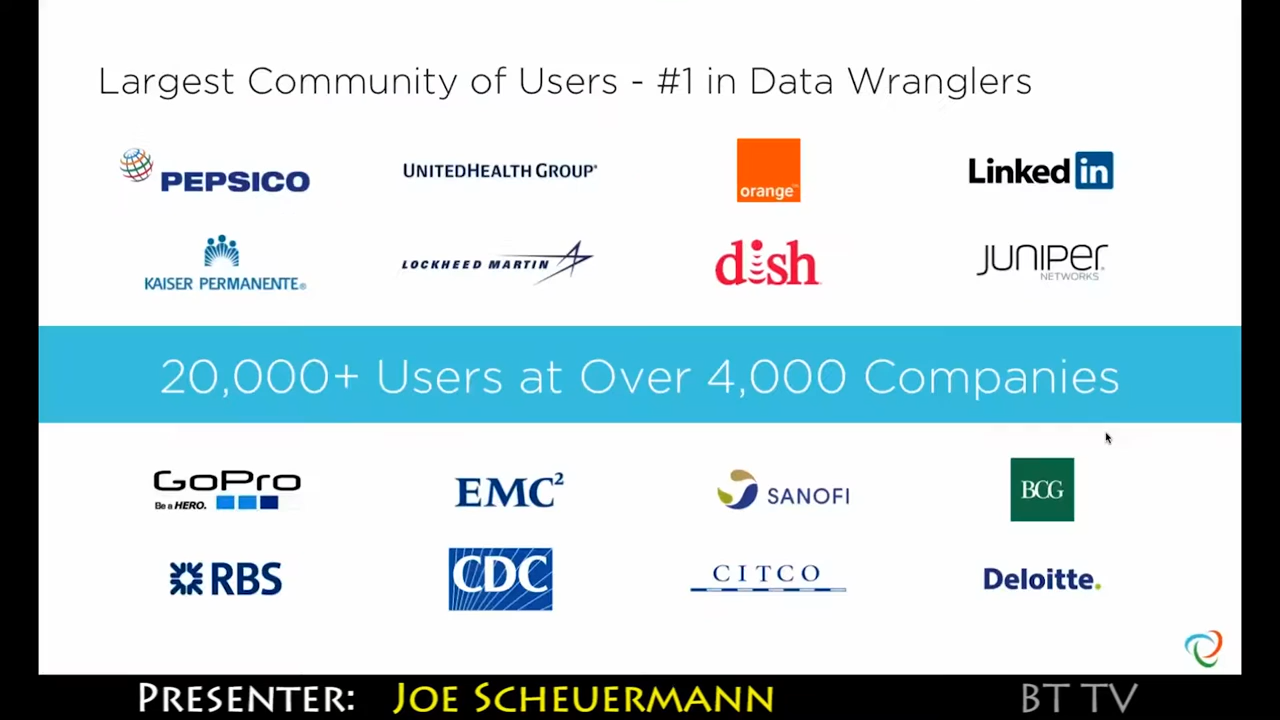 Largest Community of Users - #1 in Data Wranglers
PEPSICO
UNITEDHEALTH GROUP®
orange™
Linked in
KAISER PERMANENTE®
LOCKHEED MARTIN
dish
JUNIPER
NETWORKS
20,000+ Users at Over 4,000 Companies
GoPro
Be a HERO.
EMC²
SANOFI
BCG
RBS
CDC
CITCO
Deloitte.
PRESENTER: JOE SCHEUERMANN
BT TV